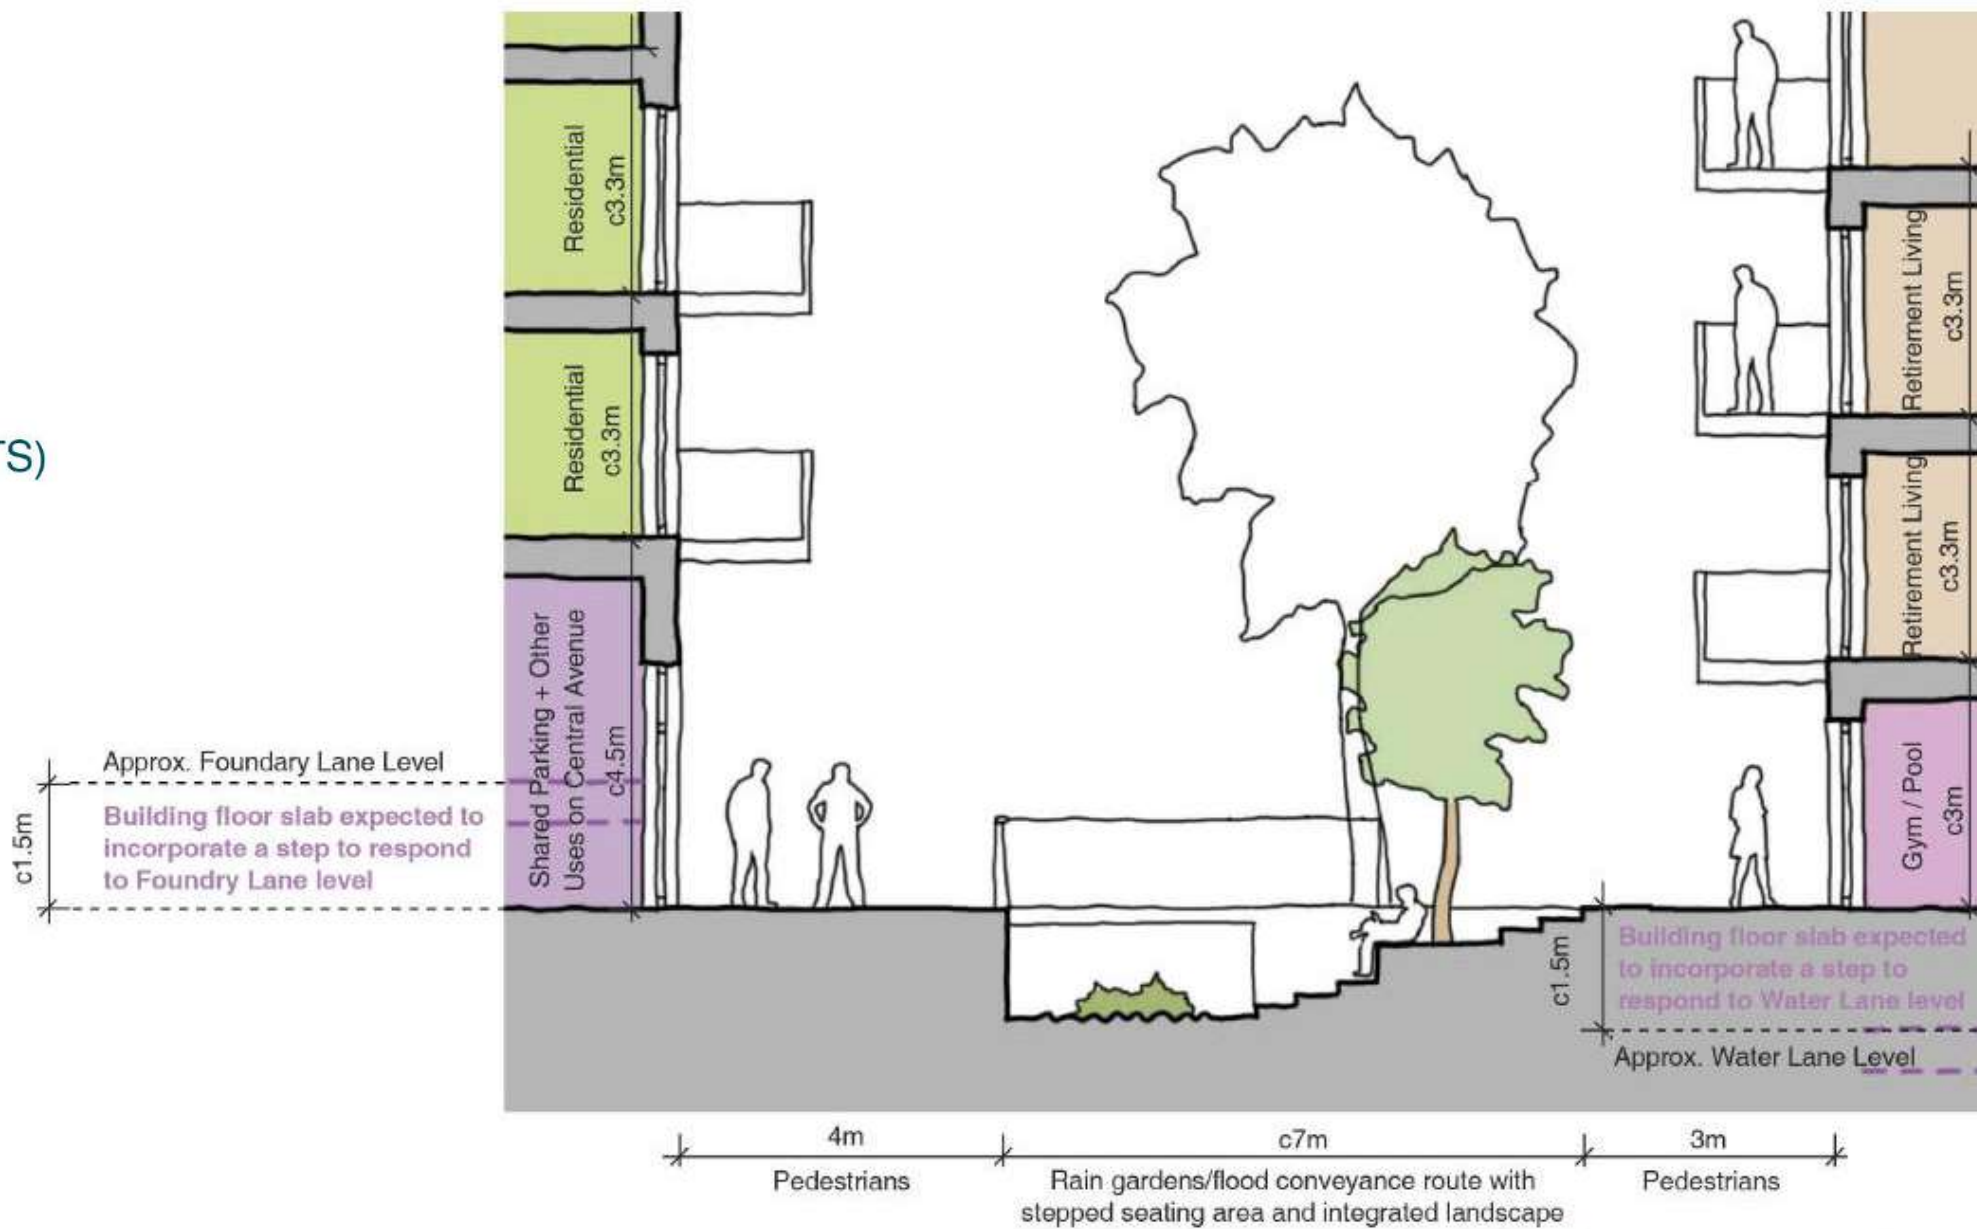 TS)
Residential
c3.3m
Residential
c3.3m
Shared Parking + Other
Uses on Central Avenue
c4.5m
Approx. Foundary Lane Level
Building floor slab expected to
incorporate a step to respond
to Foundry Lane level
c1.5m
Retirement Living
c3.3m
Retirement Living
c3.3m
Gym / Pool
c3m
Building floor slab expected
to incorporate a step to
respond to Water Lane level
c1.5m
Approx. Water Lane Level
4m
Pedestrians
c7m
Rain gardens/flood conveyance route with
stepped seating area and integrated landscape
3m
Pedestrians